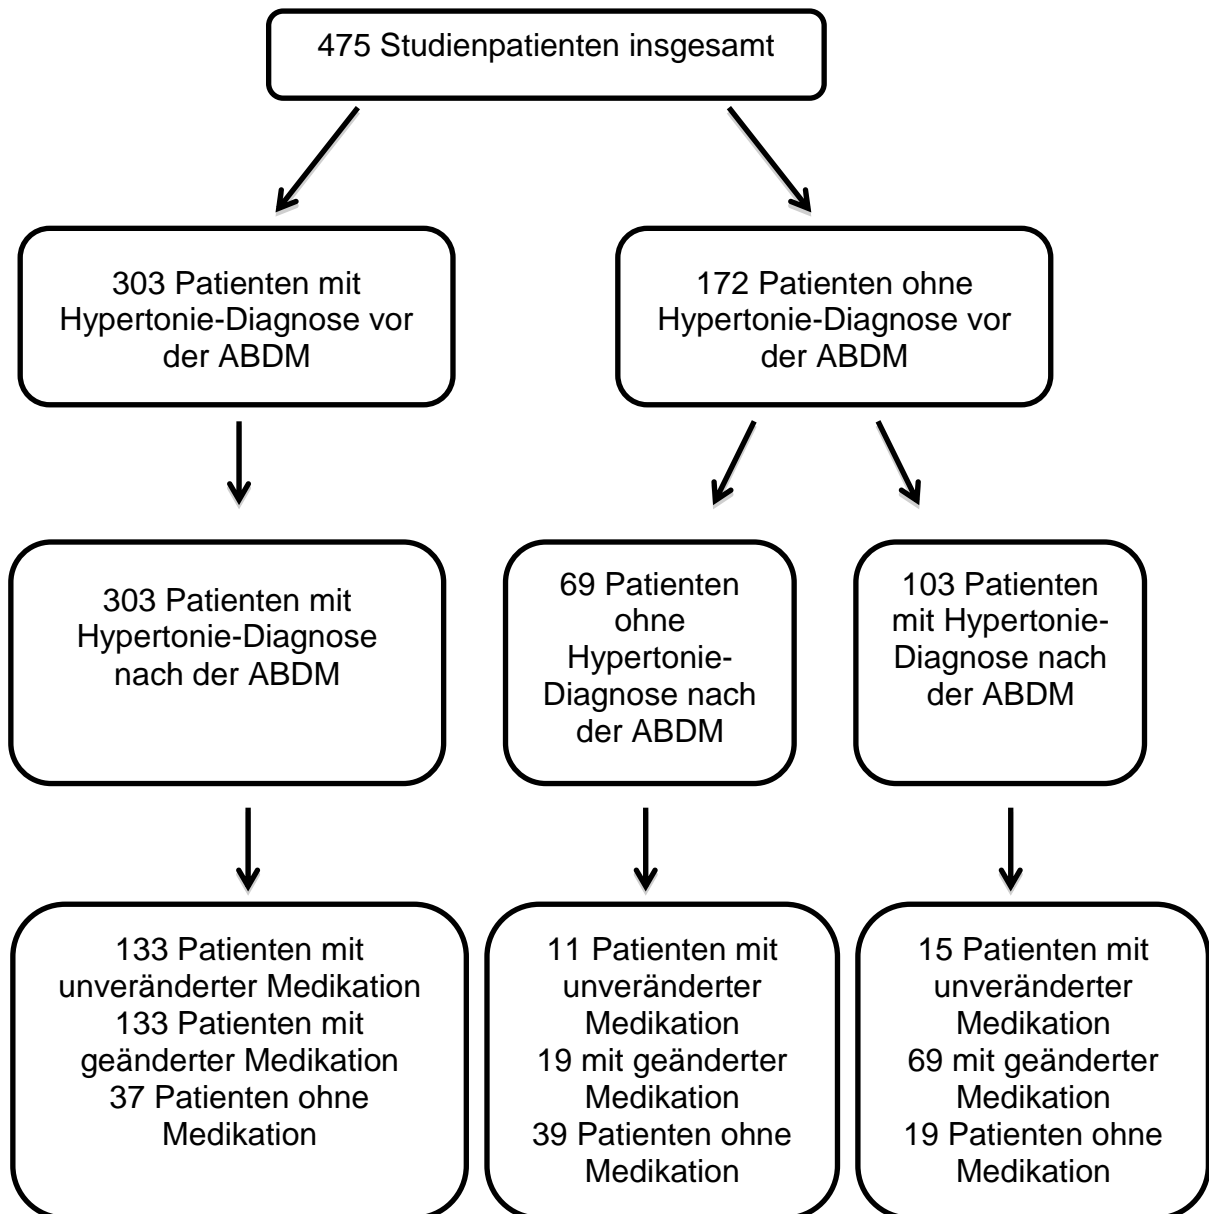 475 Studienpatienten insgesamt
303 Patienten mit
Hypertonie-Diagnose vor
der ABDM
172 Patienten ohne
Hypertonie-Diagnose vor
der ABDM
303 Patienten mit
Hypertonie-Diagnose
nach der ABDM
69 Patienten
ohne
Hypertonie-
Diagnose nach
der ABDM
103 Patienten
mit Hypertonie-
Diagnose nach
der ABDM
133 Patienten mit
unveränderter Medikation
133 Patienten mit
geänderter Medikation
37 Patienten ohne
Medikation
11 Patienten mit
unveränderter
Medikation
19 mit geänderter
Medikation
39 Patienten ohne
Medikation
15 Patienten mit
unveränderter
Medikation
69 mit geänderter
Medikation
19 Patienten ohne
Medikation